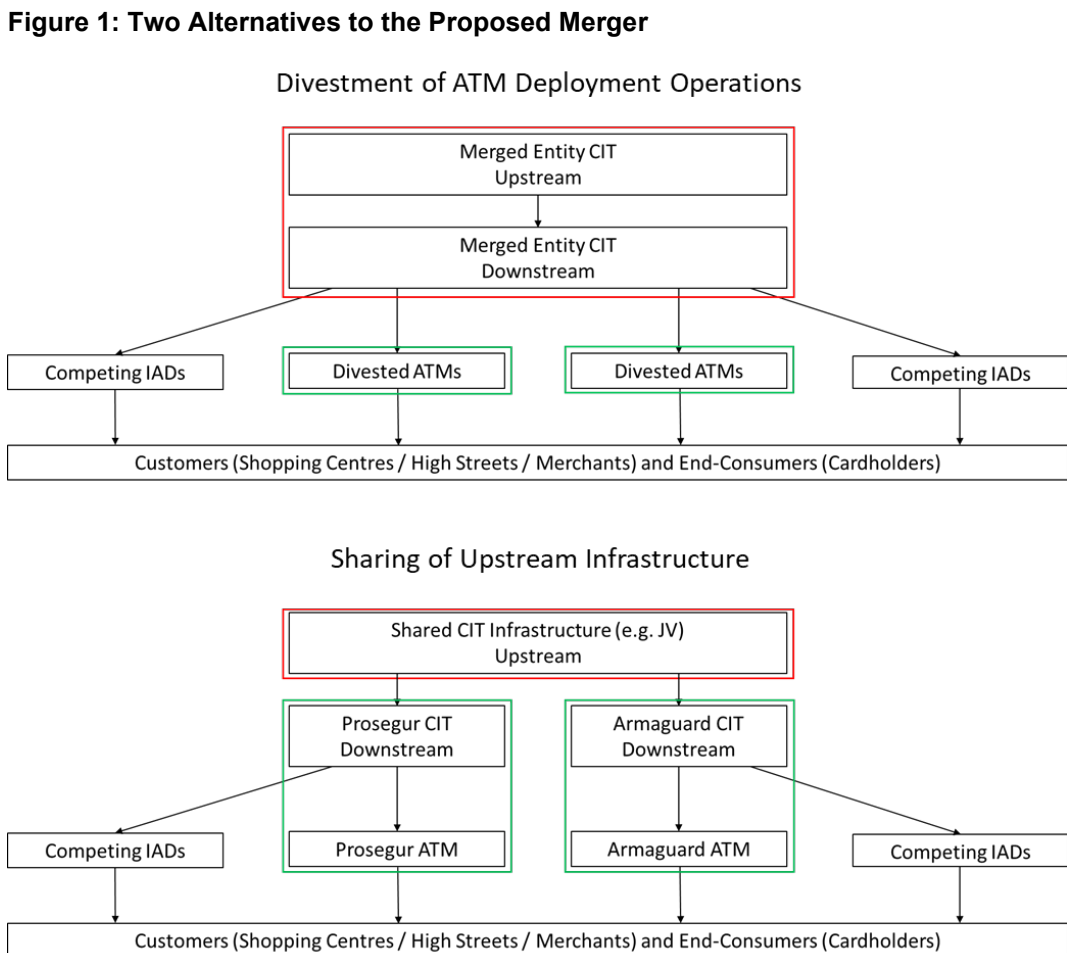 Figure 1: Two Alternatives to the Proposed Merger
Divestment of ATM Deployment Operations
Merged Entity CIT
Upstream
Merged Entity CIT
Downstream
Competing IADs
Divested ATMs
Divested ATMs
Competing IADs
Customers (Shopping Centres / High Streets / Merchants) and End-Consumers (Cardholders)
Sharing of Upstream Infrastructure
Shared CIT Infrastructure (e.g. JV)
Upstream
Prosegur CIT
Downstream
Armaguard CIT
Downstream
Competing IADs
Prosegur ATM
Armaguard ATM
Competing IADs
Customers (Shopping Centres / High Streets / Merchants) and End-Consumers (Cardholders)